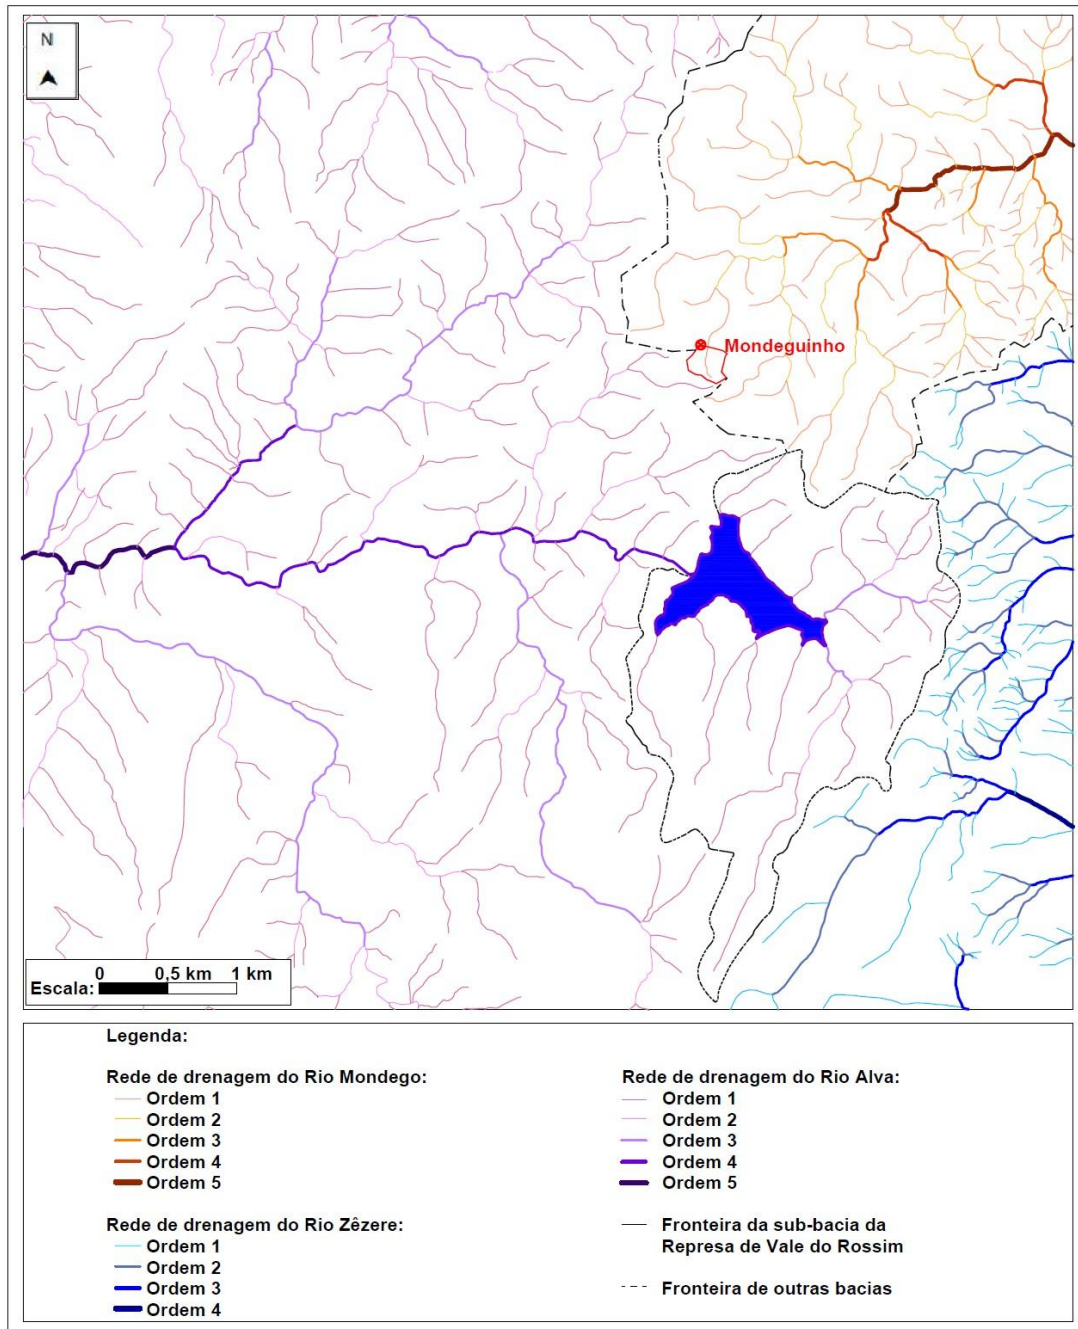 N
Mondeguinho
0 0,5 km 1 km
Escala:
Legenda:
Rede de drenagem do Rio Mondego:
Ordem 1
Ordem 2
Ordem 3
Ordem 4
Ordem 5
Rede de drenagem do Rio Zêzere:
Ordem 1
Ordem 2
Ordem 3
Ordem 4
Rede de drenagem do Rio Alva:
Ordem 1
Ordem 2
Ordem 3
Ordem 4
Ordem 5
Fronteira da sub-bacia da
Represa de Vale do Rossim
Fronteira de outras bacias